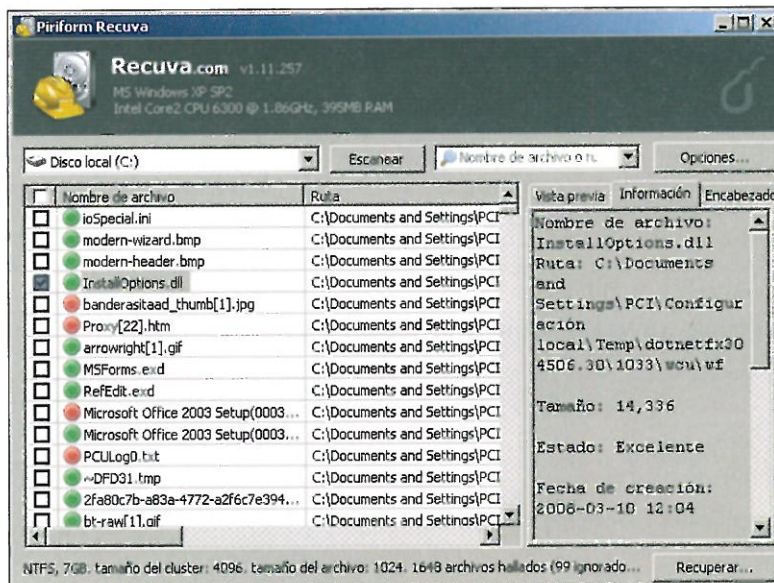 Piriform Recuva
Recuva.com v1.11.257
MS Windows XP SP2
Intel Core2 CPU 6300 @ 1.86GHz, 395MB RAM
Disco local (C:)
Escanear
Nombre de archivo o ru
Opciones...
Nombre de archivo
Ruta
ioSpecial.ini C:\Documents and Settings\PCI
modern-wizard.bmp C:\Documents and Settings\PCI
modern-header.bmp C:\Documents and Settings\PCI
InstallOptions.dll C:\Documents and Settings\PCI
banderasitaad_thumb[1].jpg C:\Documents and Settings\PCI
Proxy[22].htm C:\Documents and Settings\PCI
arrowright[1].gif C:\Documents and Settings\PCI
MSForms.exd C:\Documents and Settings\PCI
RefEdit.exd C:\Documents and Settings\PCI
Microsoft Office 2003 Setup(0003... C:\Documents and Settings\PCI
Microsoft Office 2003 Setup(0003... C:\Documents and Settings\PCI
PCULog0.txt C:\Documents and Settings\PCI
~DFD31.tmp C:\Documents and Settings\PCI
2fa80c7b-a83a-4772-a2f6c7e394... C:\Documents and Settings\PCI
bt-raw[1].gif C:\Documents and Settings\PCI
Vista previa
Información
Encabezado
Nombre de archivo:
InstallOptions.dll
Ruta: C:\Documents
and
Settings\PCI\Configur
ación
local\Temp\dotnetfx30
4506.30\1033\wcu\wf
Tamaño: 14,336
Estado: Excelente
Fecha de creación:
2006-03-10 12:04
NTFS, 7GB. tamaño del cluster: 4096. tamaño del archivo: 1024. 1648 archivos hallados (99 ignorado...
Recuperar...